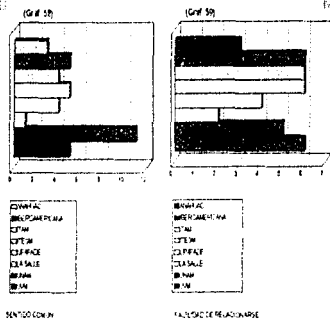 (Graf 58)
(Graf 59)
0 2 4 6 8 10 12
0 1 2 3 4 5 6 7
ANAHUAC
IBEROAMERICANA
ITAM
ITESM
LA SALLE
UNAM
UVM
ANAHUAC
IBEROAMERICANA
ITAM
ITESM
LA SALLE
UNAM
UVM
SENTIDO COMUN
FACILIDAD DE RELACIONARSE